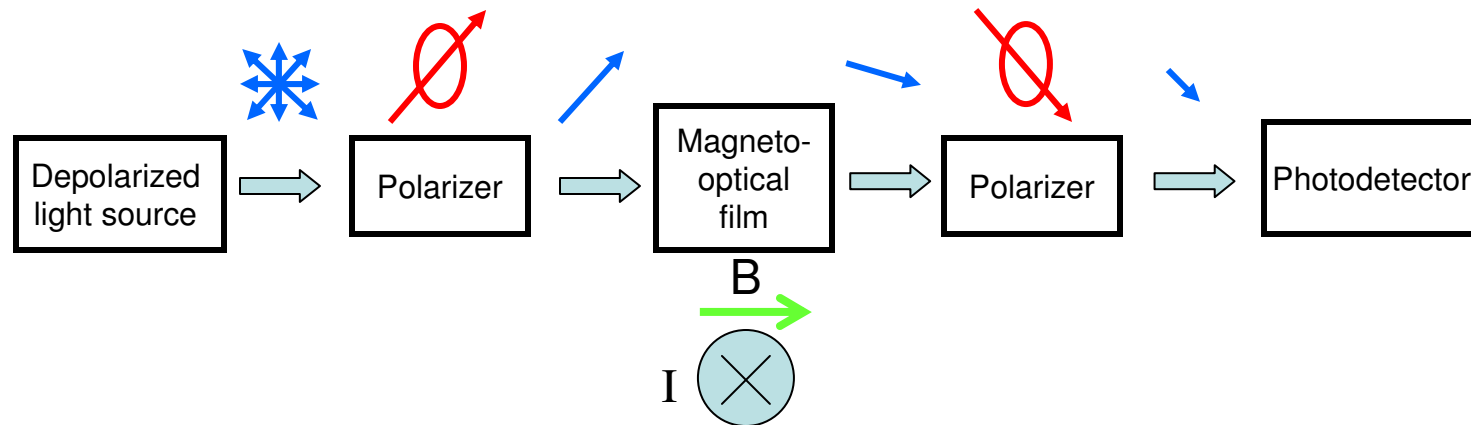 Depolarized
light source
Polarizer
Magneto-
optical
film
Polarizer
Photodetector
B
I